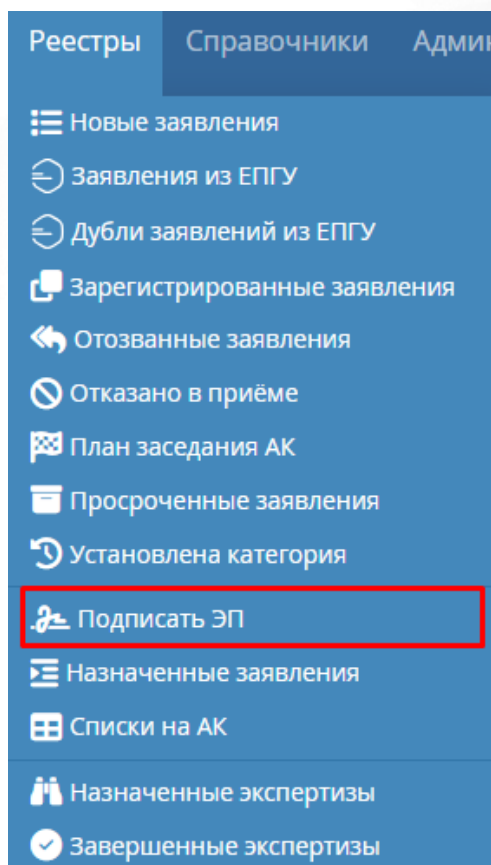 Реестры Справочники Админ
Новые заявления
Заявления из ЕПГУ
Дубли заявлений из ЕПГУ
Зарегистрированные заявления
Отозванные заявления
Отказано в приёме
План заседания АК
Просроченные заявления
Установлена категория
Подписать ЭП
Назначенные заявления
Списки на АК
Назначенные экспертизы
Завершенные экспертизы